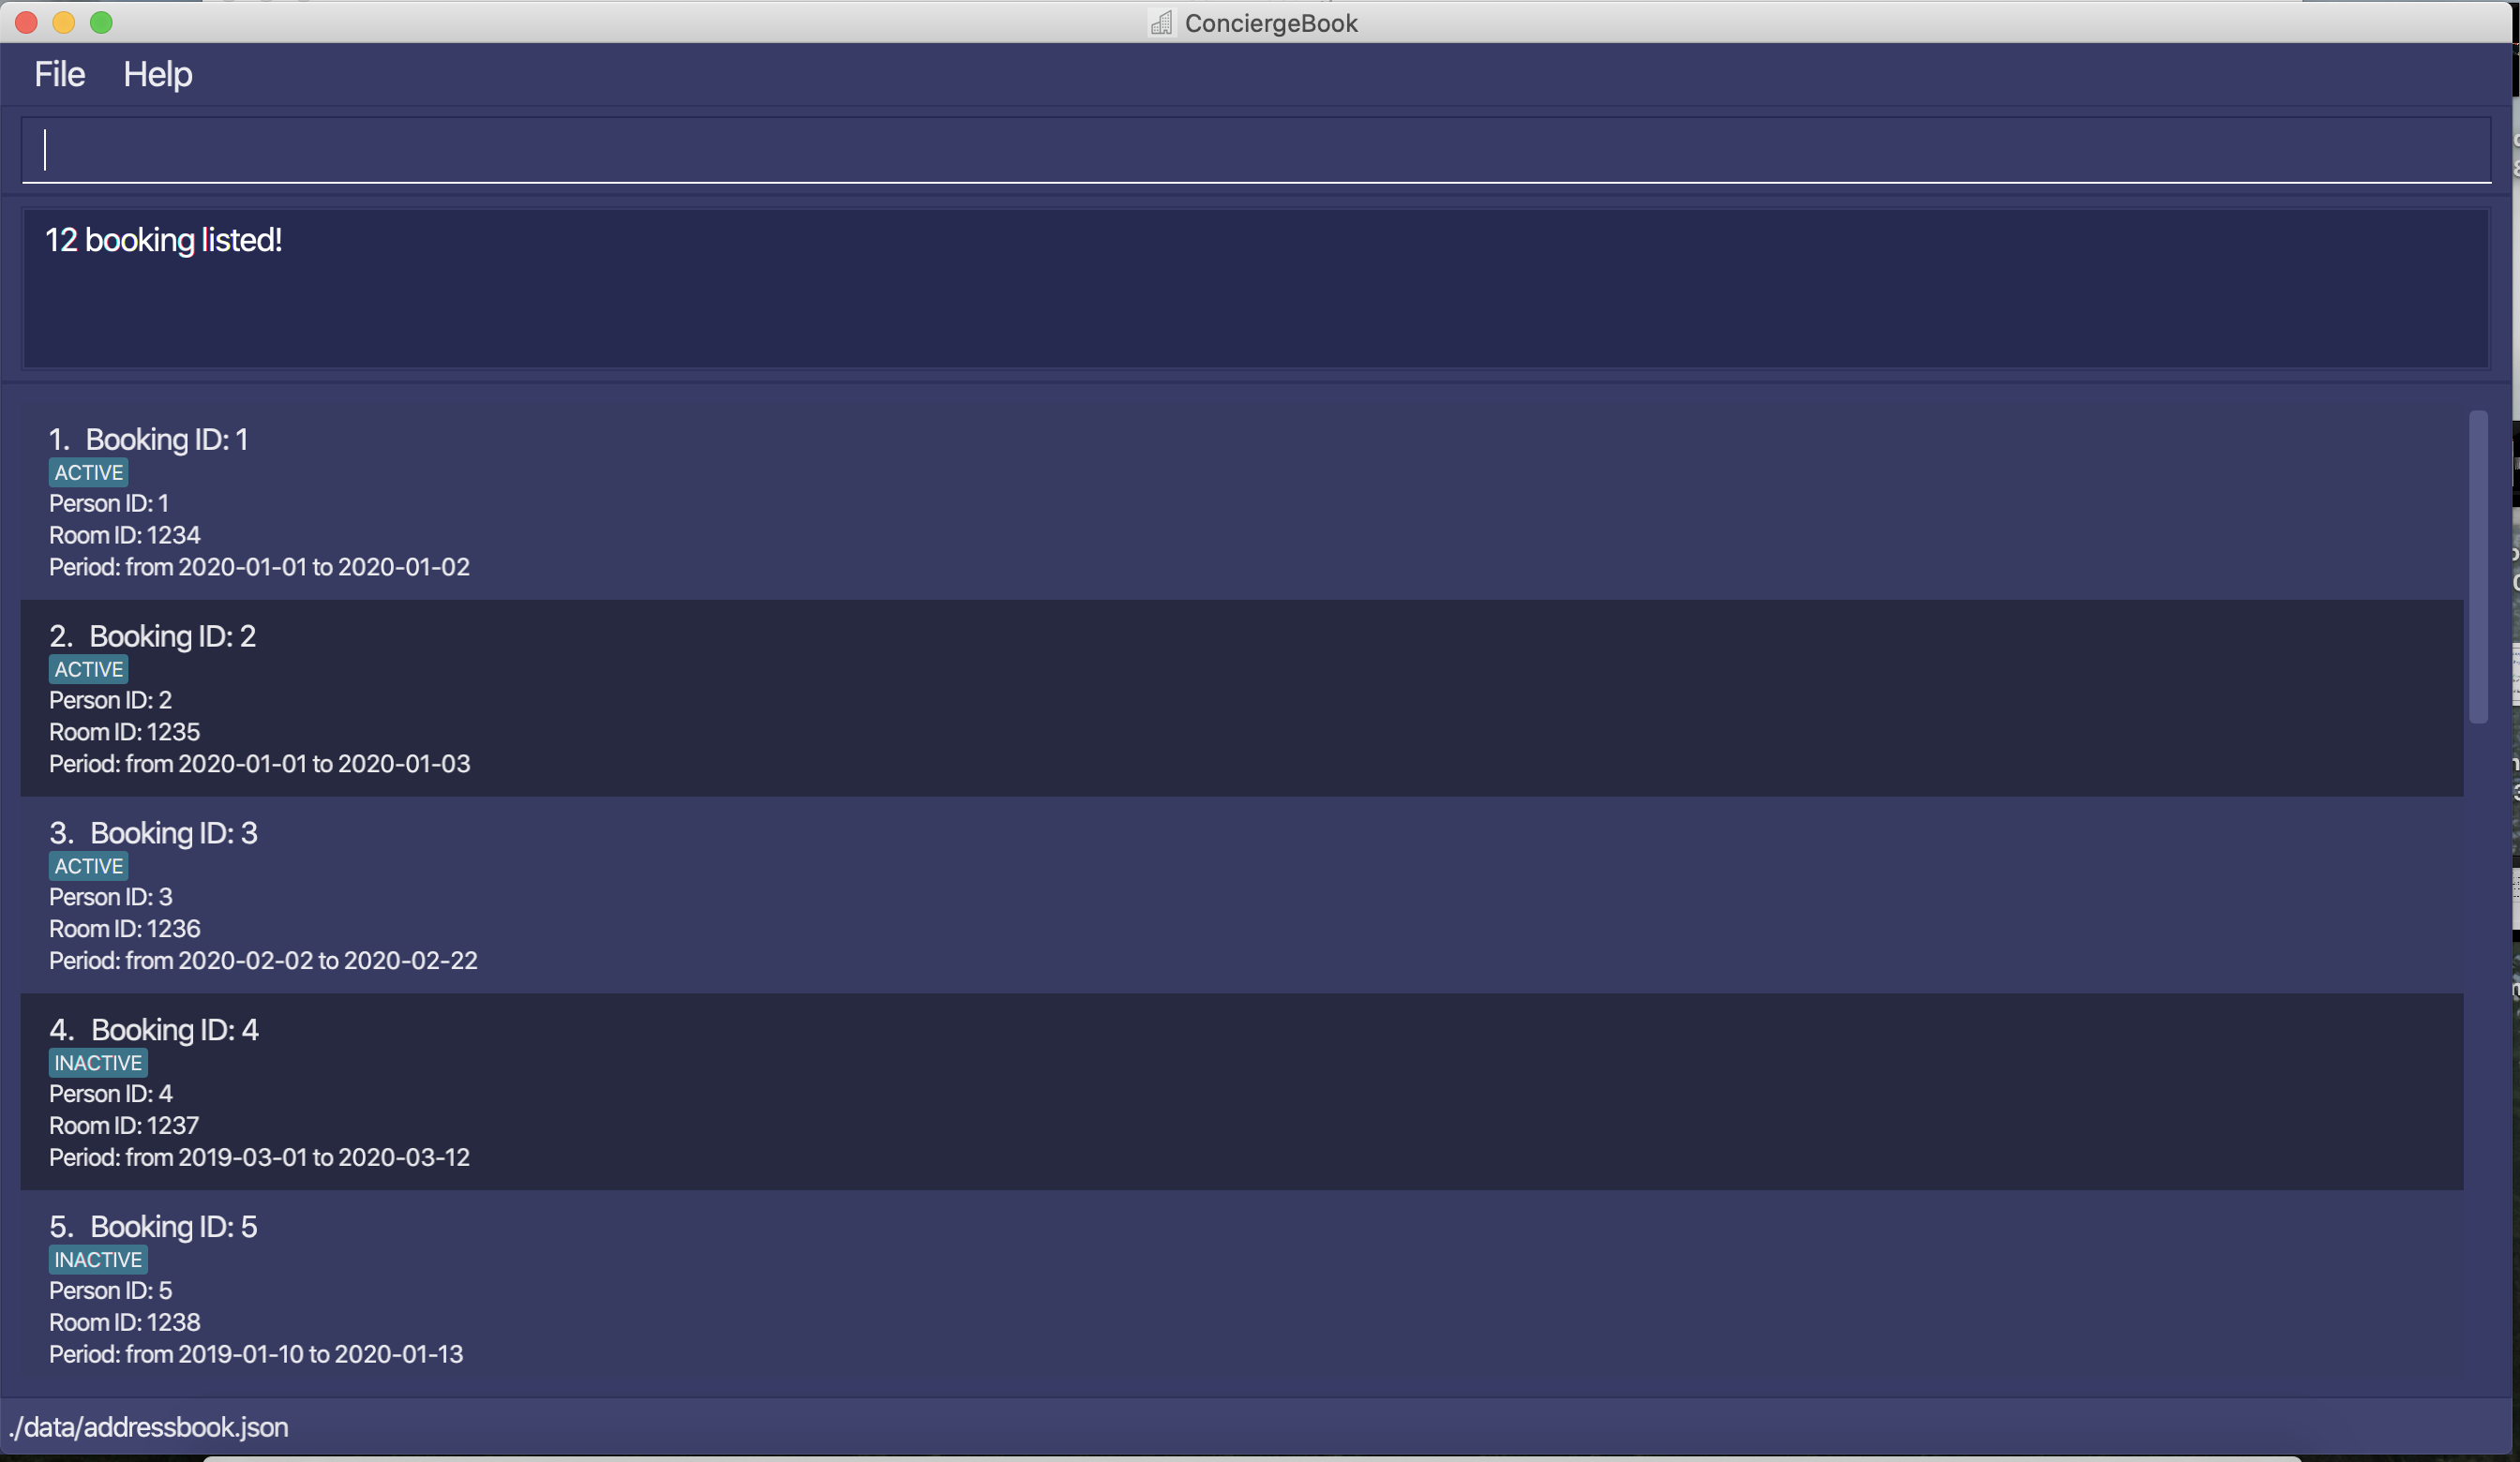 ConciergeBook
File Help
12 booking listed!
1. Booking ID: 1
ACTIVE
Person ID: 1
Room ID: 1234
Period: from 2020-01-01 to 2020-01-02
2. Booking ID: 2
ACTIVE
Person ID: 2
Room ID: 1235
Period: from 2020-01-01 to 2020-01-03
3. Booking ID: 3
ACTIVE
Person ID: 3
Room ID: 1236
Period: from 2020-02-02 to 2020-02-22
4. Booking ID: 4
INACTIVE
Person ID: 4
Room ID: 1237
Period: from 2019-03-01 to 2020-03-12
5. Booking ID: 5
INACTIVE
Person ID: 5
Room ID: 1238
Period: from 2019-01-10 to 2020-01-13
./data/addressbook.json